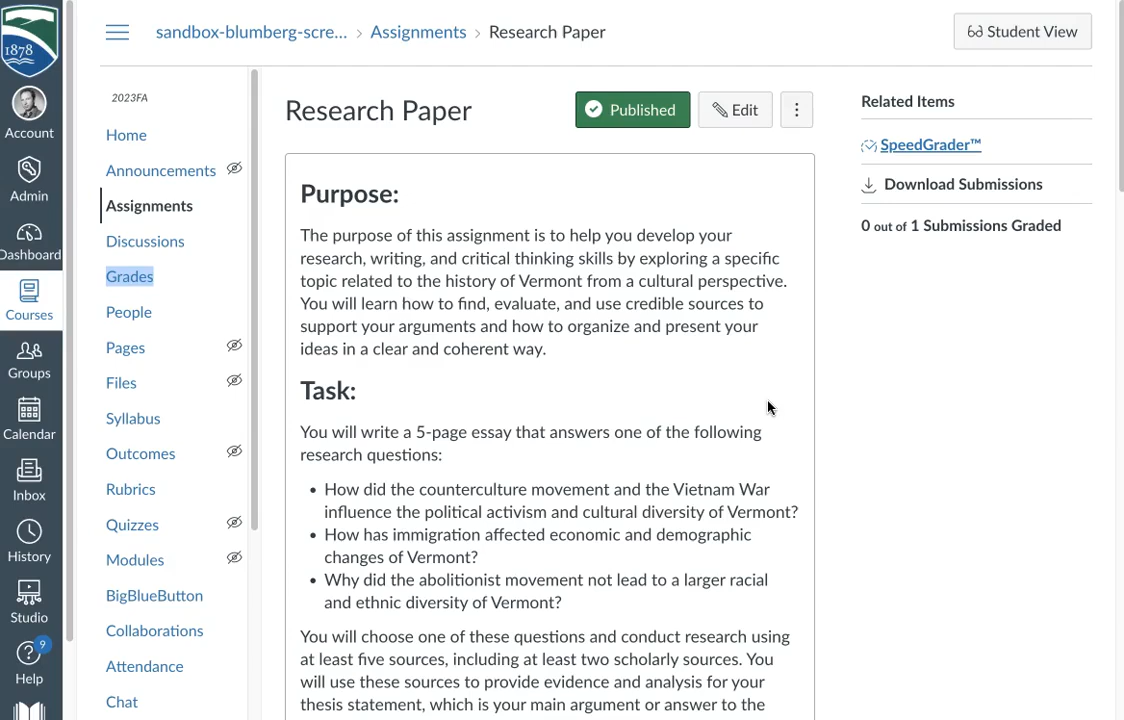 1878
Account
Admin
Dashboard
Courses
Groups
Calendar
Inbox
History
Studio
9
Help
sandbox-blumberg-scre... › Assignments › Research Paper
Student View
2023FA
Home
Announcements
Assignments
Discussions
Grades
People
Pages
Files
Syllabus
Outcomes
Rubrics
Quizzes
Modules
BigBlueButton
Collaborations
Attendance
Chat
Research Paper
Published
Edit
Purpose:
The purpose of this assignment is to help you develop your
research, writing, and critical thinking skills by exploring a specific
topic related to the history of Vermont from a cultural perspective.
You will learn how to find, evaluate, and use credible sources to
support your arguments and how to organize and present your
ideas in a clear and coherent way.
Task:
You will write a 5-page essay that answers one of the following
research questions:
• How did the counterculture movement and the Vietnam War
influence the political activism and cultural diversity of Vermont?
• How has immigration affected economic and demographic
changes of Vermont?
• Why did the abolitionist movement not lead to a larger racial
and ethnic diversity of Vermont?
You will choose one of these questions and conduct research using
at least five sources, including at least two scholarly sources. You
will use these sources to provide evidence and analysis for your
thesis statement, which is your main argument or answer to the
Related Items
SpeedGrader™
Download Submissions
0 out of 1 Submissions Graded